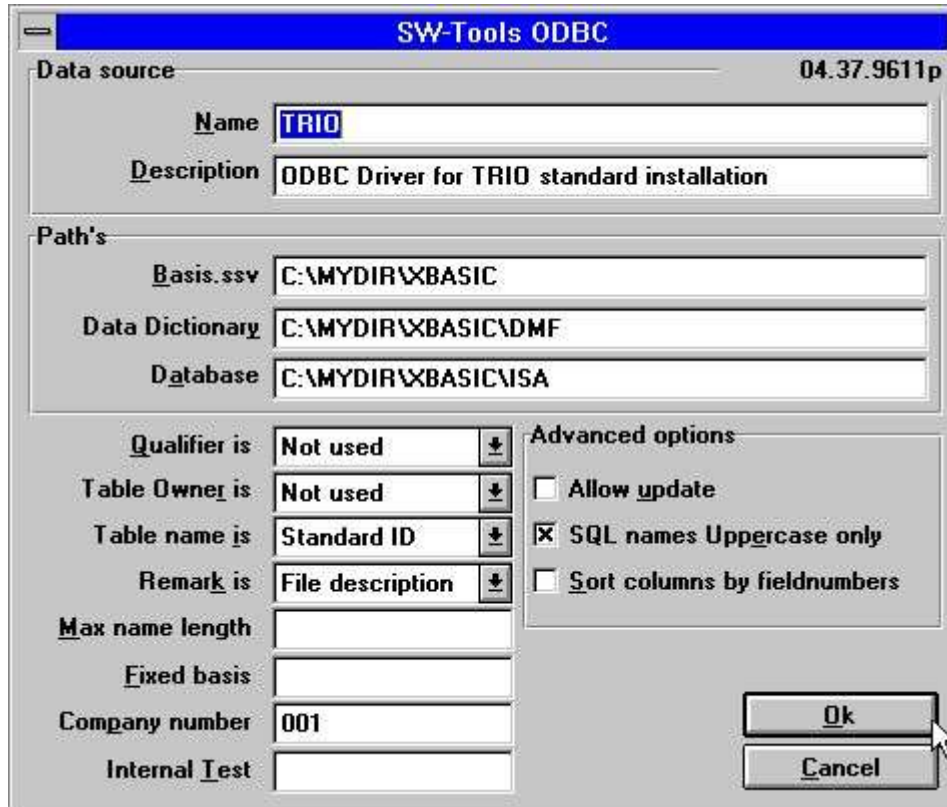 SW-Tools ODBC
Data source 04.37.9611p
Name TRIO
Description ODBC Driver for TRIO standard installation
Path's
Basis.ssv C:\MYDIR\XBASIC
Data Dictionary C:\MYDIR\XBASIC\DMF
Database C:\MYDIR\XBASIC\ISA
Qualifier is Not used
Table Owner is Not used
Table name is Standard ID
Remark is File description
Max name length
Fixed basis
Company number 001
Internal Test
Advanced options
Allow update
SQL names Uppercase only
Sort columns by fieldnumbers
Ok
Cancel